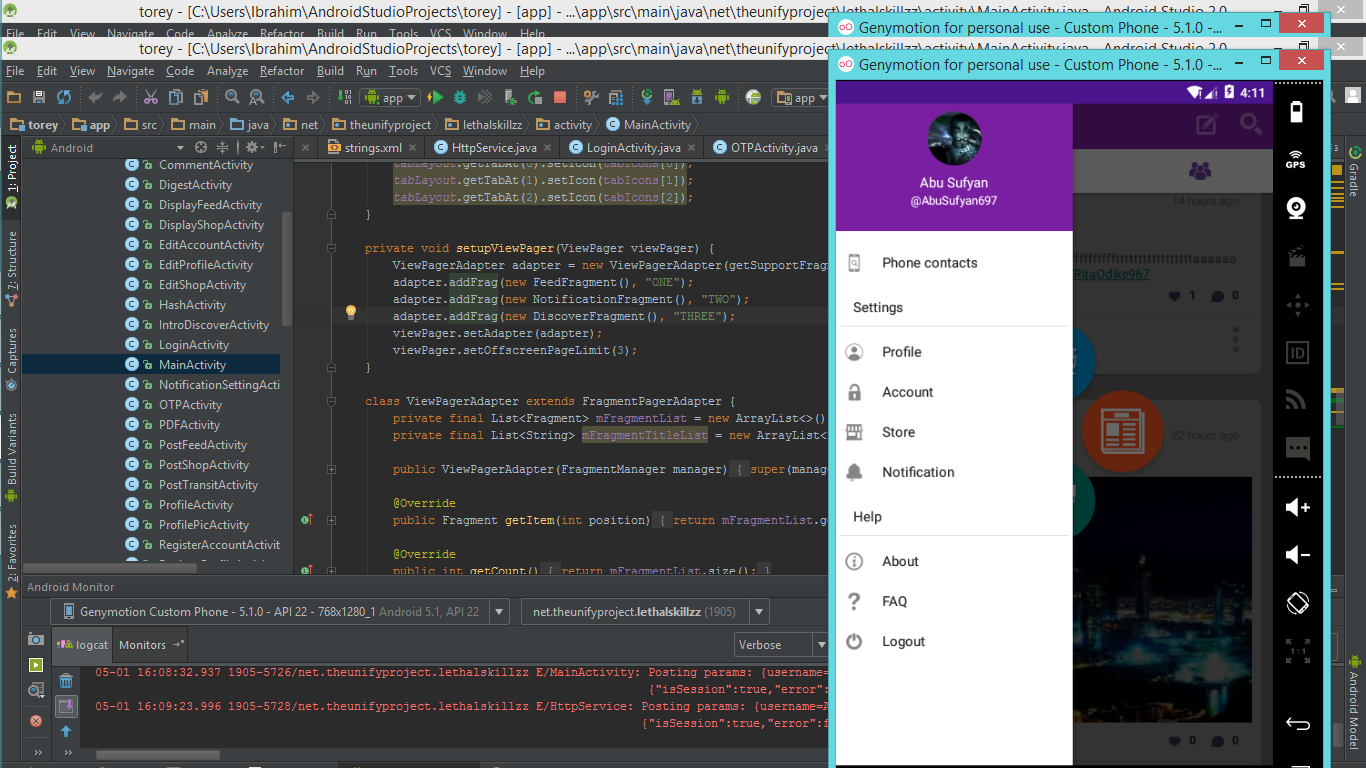 torey - [C:\Users\Ibrahim\AndroidStudioProjects\torey] - [app] - ...\app\src\main\java\net\theunifyproject\lethalskillzz\activity\MainActivity.java - Android Studio 2.0
Genymotion for personal use - Custom Phone - 5.1.0 -...
File Edit View Navigate Code Analyze Refactor Build Run Tools VCS Window Help
torey - [C:\Users\Ibrahim\AndroidStudioProjects\torey] - [app] - ...\app\src\main\java\net\theunifyproject\lethalskillzz\activity\MainActivity.java - Android Studio 2.0
Genymotion for personal use - Custom Phone - 5.1.0 -...
File Edit View Navigate Code Analyze Refactor Build Run Tools VCS Window Help
app
app
torey app src main java net theunifyproject lethalskillzz activity MainActivity
1: Project
7: Structure
Captures
Build Variants
2: Favorites
Android
CommentActivity
DigestActivity
DisplayFeedActivity
DisplayShopActivity
EditAccountActivity
EditProfileActivity
EditShopActivity
HashActivity
IntroDiscoverActivity
LoginActivity
MainActivity
NotificationSettingActi
OTPActivity
PDFActivity
PostFeedActivity
PostShopActivity
PostTransitActivity
ProfileActivity
ProfilePicActivity
RegisterAccountActivit
strings.xml HttpService.java LoginActivity.java OTPActivity.java
tabLayout.getTabAt(0).setIcon(tabIcons[0]);
tabLayout.getTabAt(1).setIcon(tabIcons[1]);
tabLayout.getTabAt(2).setIcon(tabIcons[2]);
}
private void setupViewPager(ViewPager viewPager) {
ViewPagerAdapter adapter = new ViewPagerAdapter(getSupportFrag
adapter.addFrag(new FeedFragment(), "ONE");
adapter.addFrag(new NotificationFragment(), "TWO");
adapter.addFrag(new DiscoverFragment(), "THREE");
viewPager.setAdapter(adapter);
viewPager.setOffscreenPageLimit(3);
}
class ViewPagerAdapter extends FragmentPagerAdapter {
private final List<Fragment> mFragmentList = new ArrayList<>()
private final List<String> mFragmentTitleList = new ArrayList<
public ViewPagerAdapter(FragmentManager manager) { super(manag
@Override
public Fragment getItem(int position) { return mFragmentList.g
@Override
public int getCount() { return mFragmentList.size(); }
Android Monitor
Genymotion Custom Phone - 5.1.0 - API 22 - 768x1280_1 Android 5.1, API 22
net.theunifyproject.lethalskillzz (1905)
logcat Monitors
Verbose
05-01 16:08:32.937 1905-5726/net.theunifyproject.lethalskillzz E/MainActivity: Posting params: {username=
{"isSession":true,"error":
05-01 16:09:23.996 1905-5728/net.theunifyproject.lethalskillzz E/HttpService: Posting params: {username=A
{"isSession":true,"error":f
4:11
Abu Sufyan
@AbuSufyan697
Phone contacts
Settings
Profile
Account
Store
Notification
Help
About
FAQ
Logout
14 hours ago
RitaOdike967
1 0
22 hours ago
0 0
GPS
ID
1:1
Gradle
Android Model